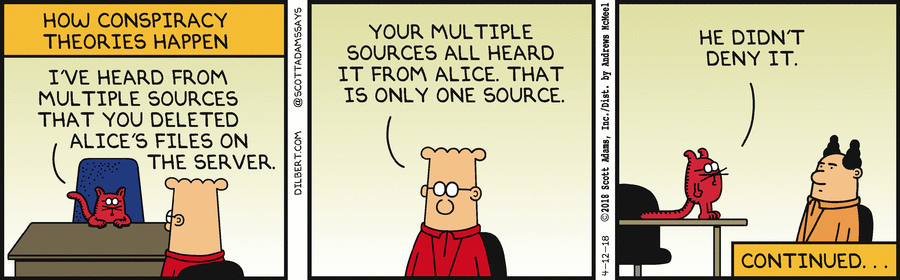 HOW CONSPIRACY
THEORIES HAPPEN
I'VE HEARD FROM
MULTIPLE SOURCES
THAT YOU DELETED
ALICE'S FILES ON
THE SERVER.
DILBERT.COM
@SCOTTADAMSSAYS
YOUR MULTIPLE
SOURCES ALL HEARD
IT FROM ALICE. THAT
IS ONLY ONE SOURCE.
4-12-18 ©2018 Scott Adams, Inc./Dist. by Andrews McMeel
HE DIDN'T
DENY IT.
CONTINUED...